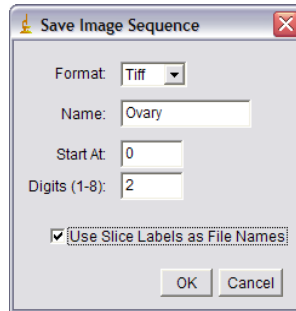 Save Image Sequence
Format: Tiff
Name: Ovary
Start At: 0
Digits (1-8): 2
Use Slice Labels as File Names
OK Cancel